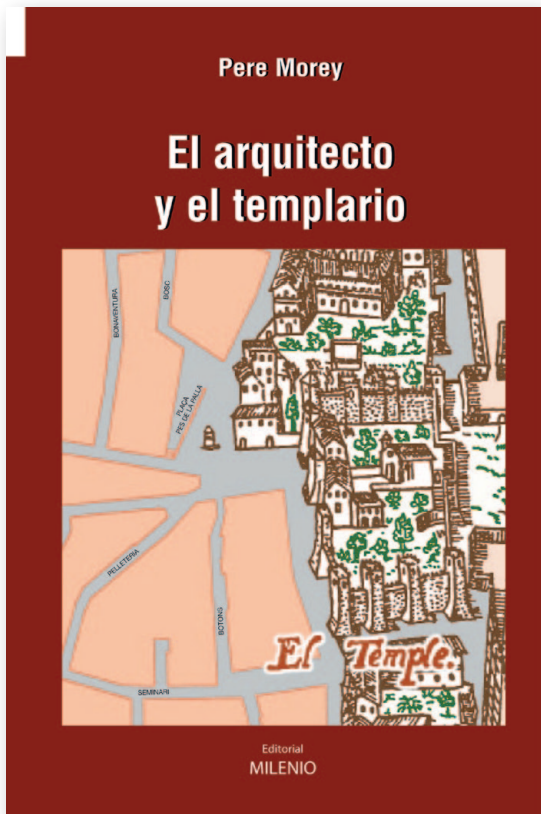 Pere Morey
El arquitecto
y el templario
BONAVENTURA
BOSC
PLAÇA
PES DE LA PALLA
PELLETERIA
BOTONS
SEMINARI
El Temple.
Editorial
MILENIO